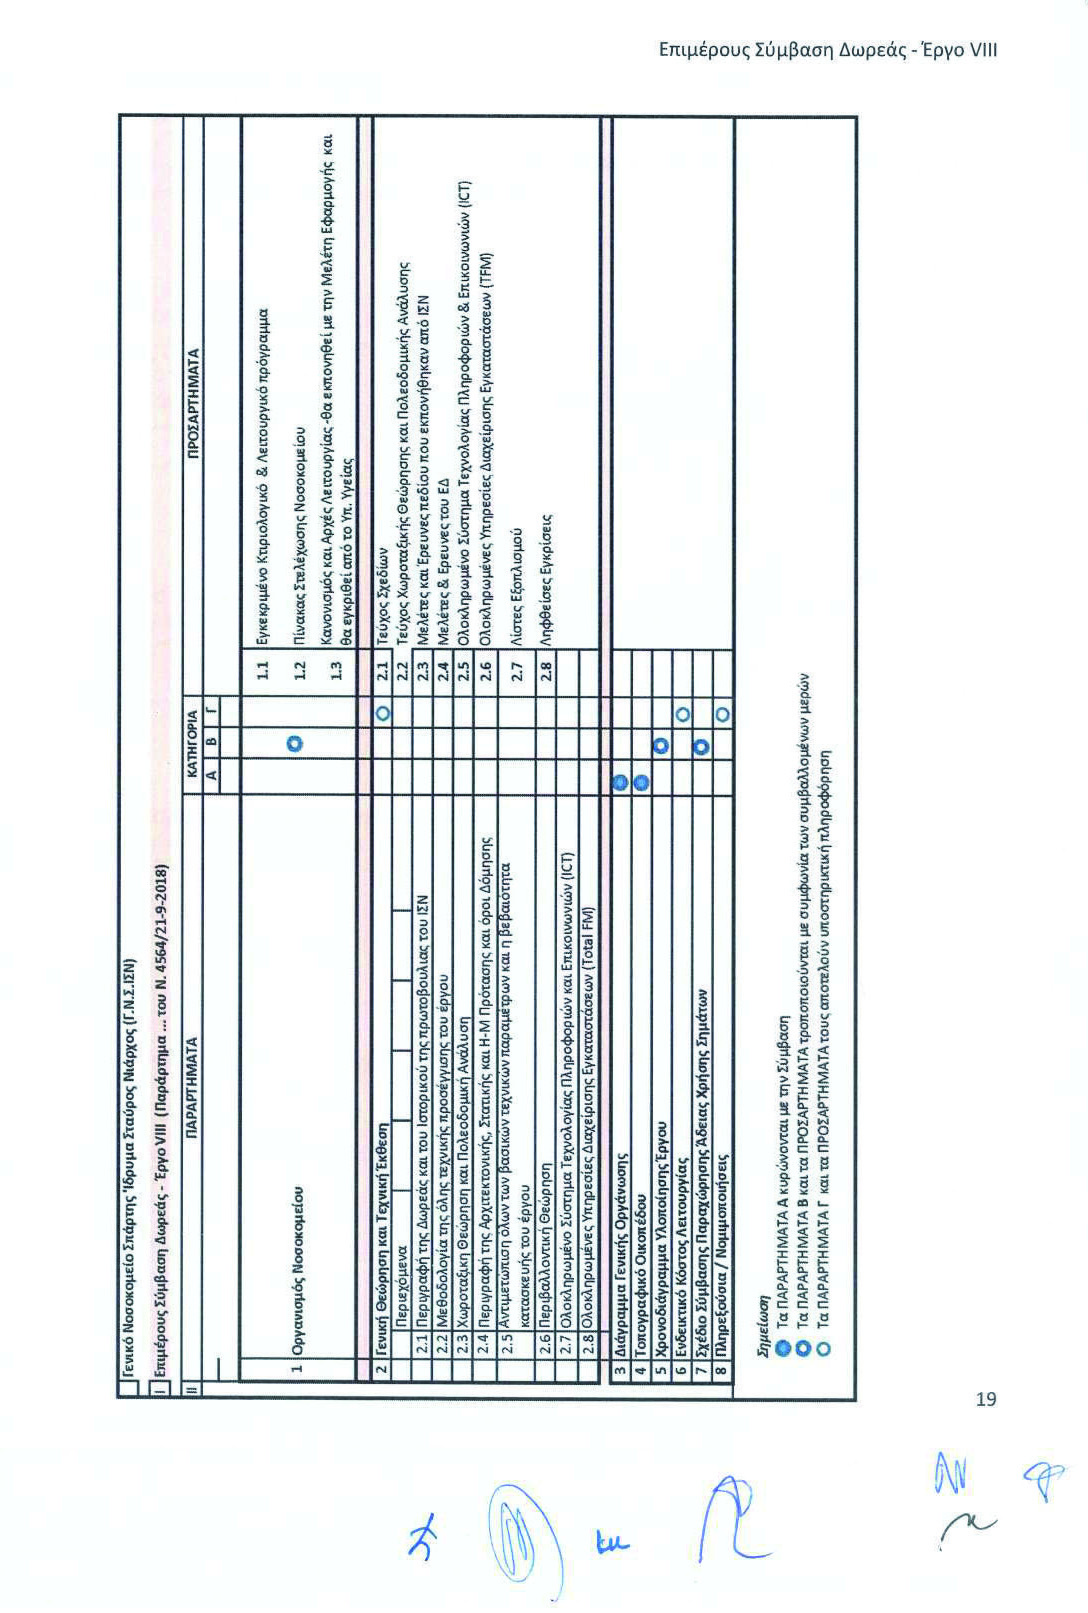 Επιμέρους Σύμβαση Δωρεάς - Έργο VIII
Γενικό Νοσοκομείο Σπάρτης Ίδρυμα Σταύρος Νιάρχος (Γ.Ν.Σ.ΙΣΝ)
I Επιμέρους Σύμβαση Δωρεάς - Έργο VIII (Παράρτημα ... του Ν. 4564/21-9-2018)
II ΠΑΡΑΡΤΗΜΑΤΑ ΚΑΤΗΓΟΡΙΑ ΠΡΟΣΑΡΤΗΜΑΤΑ
Α Β Γ
1.1 Εγκεκριμένο Κτιριολογικό & Λειτουργικό πρόγραμμα
1 Οργανισμός Νοσοκομείου 1.2 Πίνακας Στελέχωσης Νοσοκομείου
1.3 Κανονισμός και Αρχές Λειτουργίας -θα εκπονηθεί με την Μελέτη Εφαρμογής και
θα εγκριθεί από το Υπ. Υγείας
2 Γενική Θεώρηση και Τεχνική Έκθεση 2.1 Τεύχος Σχεδίων
Περιεχόμενα 2.2 Τεύχος Χωροταξικής Θεώρησης και Πολεοδομικής Ανάλυσης
2.1 Περιγραφή της Δωρεάς και του Ιστορικού της πρωτοβουλιας του ΙΣΝ 2.3 Μελέτες και Έρευνες πεδίου που εκπονήθηκαν από ΙΣΝ
2.2 Μεθοδολογία της όλης τεχνικής προσέγγισης του έργου 2.4 Μελέτες & Ερευνες του ΕΔ
2.3 Χωροταξικη Θεώρηση και Πολεοδομική Ανάλυση 2.5 Ολοκληρωμένο Σύστημα Τεχνολογίας Πληροφοριών & Επικοινωνιών (ICT)
2.4 Περιγραφή της Αρχιτεκτονικής, Στατικής και Η-Μ Πρότασης και όροι Δόμησης 2.6 Ολοκληρωμένες Υπηρεσίες Διαχείρισης Εγκαταστάσεων (TFM)
2.5 Αντιμετώπιση όλων των βασικών τεχνικών παραμέτρων και η βεβαιότητα
κατασκευής του έργου 2.7 Λίστες Εξοπλισμού
2.6 Περιβαλλοντική Θεώρηση 2.8 Ληφθείσες Εγκρίσεις
2.7 Ολοκληρωμένο Σύστημα Τεχνολογίας Πληροφοριών και Επικοινωνιών (ICT)
2.8 Ολοκληρωμένες Υπηρεσίες Διαχείρισης Εγκαταστάσεων (Total FM)
3 Διάγραμμα Γενικής Οργάνωσης
4 Τοπογραφικό Οικοπέδου
5 Χρονοδιάγραμμα Υλοποίησης Έργου
6 Ενδεικτικό Κόστος Λειτουργίας
7 Σχέδιο Σύμβασης Παραχώρησης Άδειας Χρήσης Σημάτων
8 Πληρεξούσια / Νομιμοποιήσεις
Σημείωση
Τα ΠΑΡΑΡΤΗΜΑΤΑ Α κυρώνονται με την Σύμβαση
Τα ΠΑΡΑΡΤΗΜΑΤΑ Β και τα ΠΡΟΣΑΡΤΗΜΑΤΑ τροποποιούνται με συμφωνία των συμβαλλομένων μερών
Τα ΠΑΡΑΡΤΗΜΑΤΑ Γ και τα ΠΡΟΣΑΡΤΗΜΑΤΑ τους αποτελούν υποστηρικτική πληροφόρηση
19